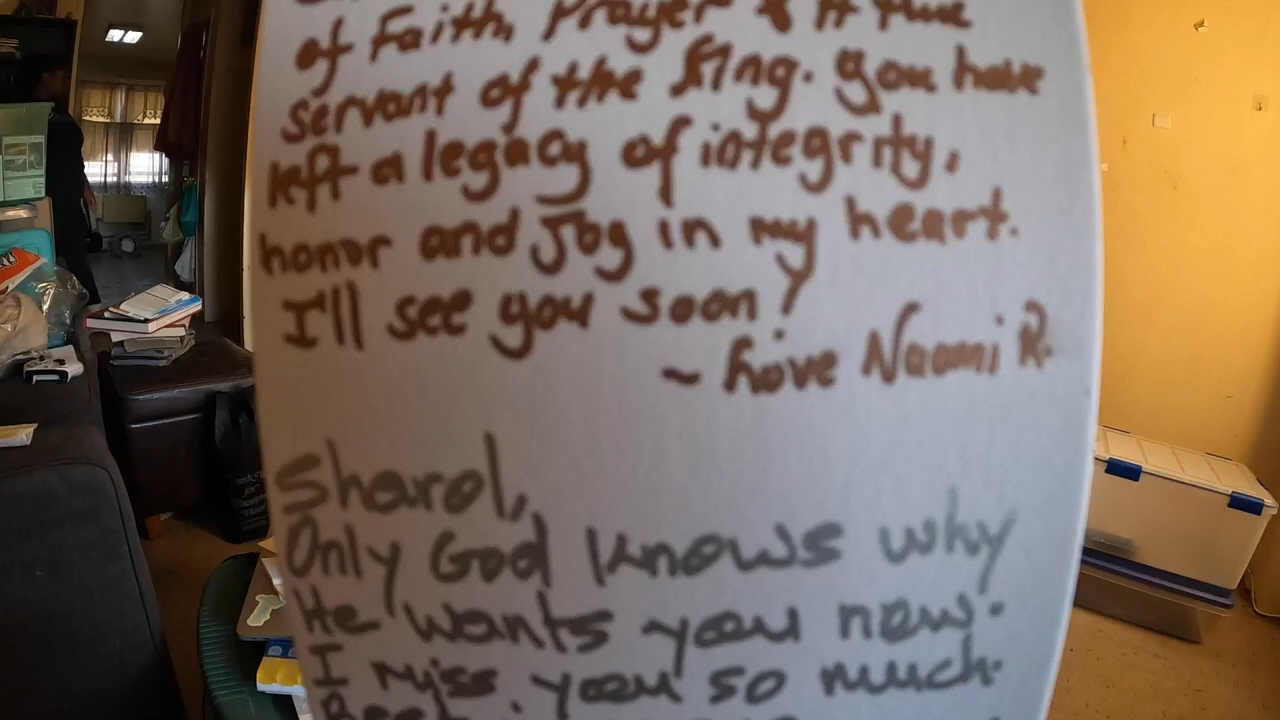 of Faith, Prayer & A true
servant of the King. you have
left a legacy of integrity,
honor and Joy in my heart.
I'll see you soon!
~ Love Naomi R.
Sharol,
Only God knows why
He wants you now.
I miss you so much.